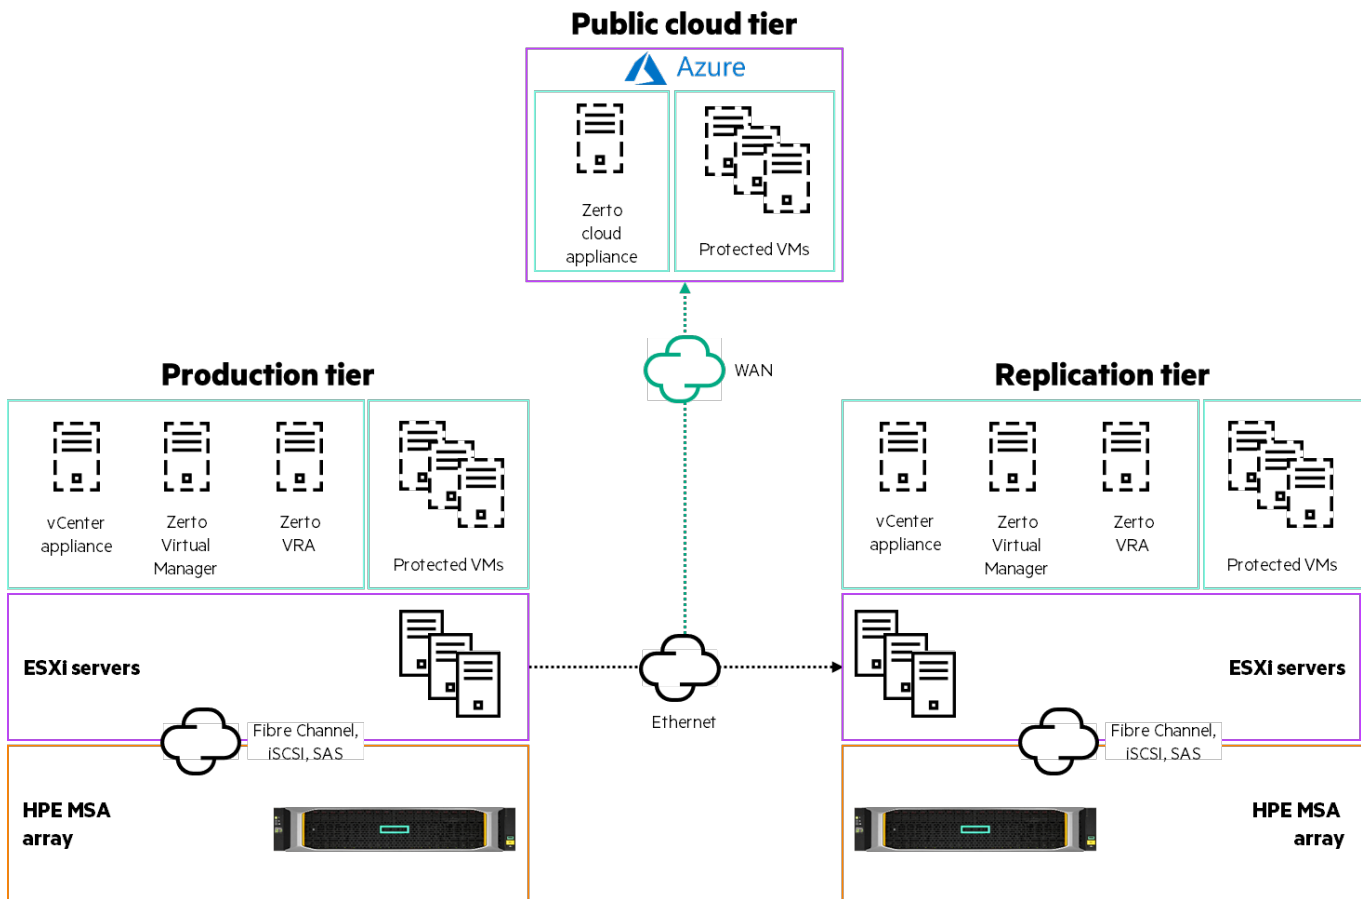 Public cloud tier
Azure
Zerto
cloud
appliance
Protected VMs
WAN
Production tier
vCenter
appliance
Zerto
Virtual
Manager
Zerto
VRA
Protected VMs
ESXi servers
Fibre Channel,
iSCSI, SAS
HPE MSA
array
Ethernet
Replication tier
vCenter
appliance
Zerto
Virtual
Manager
Zerto
VRA
Protected VMs
ESXi servers
Fibre Channel,
iSCSI, SAS
HPE MSA
array